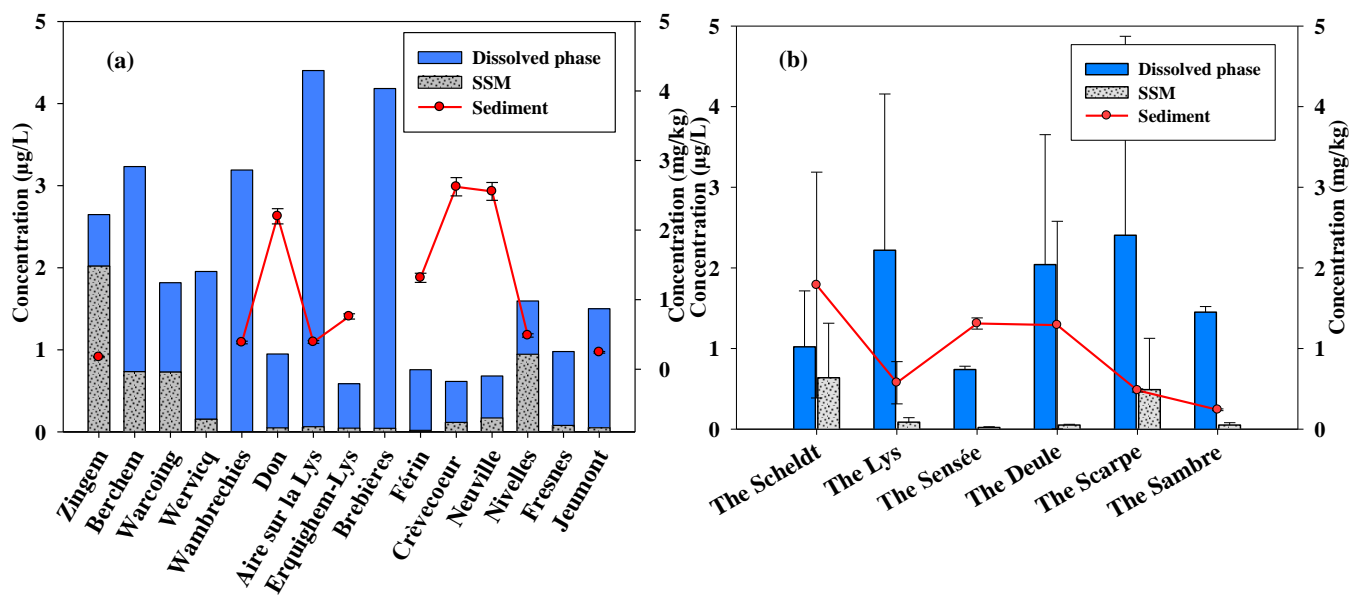 (a)
Dissolved phase
SSM
Sediment
Concentration (µg/L)
5
4
3
2
1
0
5
4
3
2
1
0
Concentration (mg/kg)
Zingem
Berchem
Warcoing
Wervicq
Wambrechies
Don
Aire sur la Lys
Erquighem-Lys
Brebières
Férin
Crèvecoeur
Neuville
Nivelles
Fresnes
Jeumont
(b)
Dissolved phase
SSM
Sediment
Concentration (µg/L)
5
4
3
2
1
0
5
4
3
2
1
0
Concentration (mg/kg)
The Scheldt
The Lys
The Sensée
The Deule
The Scarpe
The Sambre